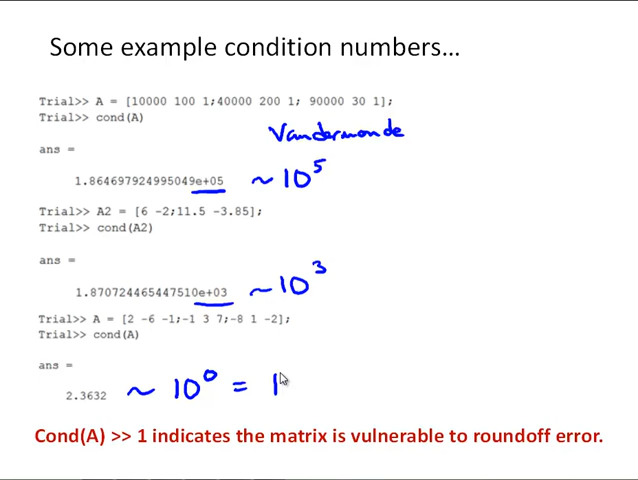 Some example condition numbers...
Trial>> A = [10000 100 1;40000 200 1; 90000 30 1];
Trial>> cond(A)
Vandermonde
ans =
1.864697924995049e+05 ~ 10^5
Trial>> A2 = [6 -2;11.5 -3.85];
Trial>> cond(A2)
ans =
1.870724465447510e+03 ~ 10^3
Trial>> A = [2 -6 -1;-1 3 7;-8 1 -2];
Trial>> cond(A)
ans =
2.3632 ~ 10^0 = 1
Cond(A) >> 1 indicates the matrix is vulnerable to roundoff error.